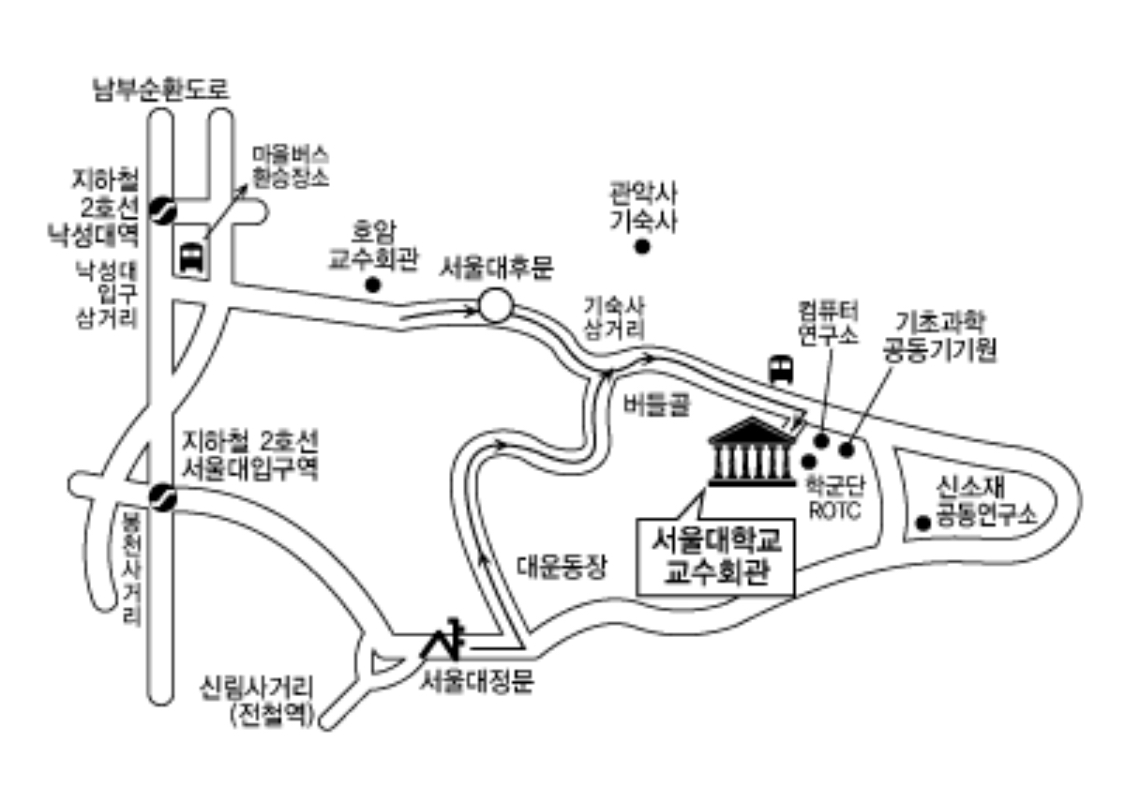 남부순환도로
마을버스
환승장소
지하철
2호선
낙성대역
관악사
기숙사
호암
교수회관
서울대후문
낙성대
입구
삼거리
기숙사
삼거리
컴퓨터
연구소
기초과학
공동기기원
버들골
지하철 2호선
서울대입구역
학군단
ROTC
신소재
공동연구소
봉천사거리
서울대학교
교수회관
대운동장
서울대정문
신림사거리
(전철역)